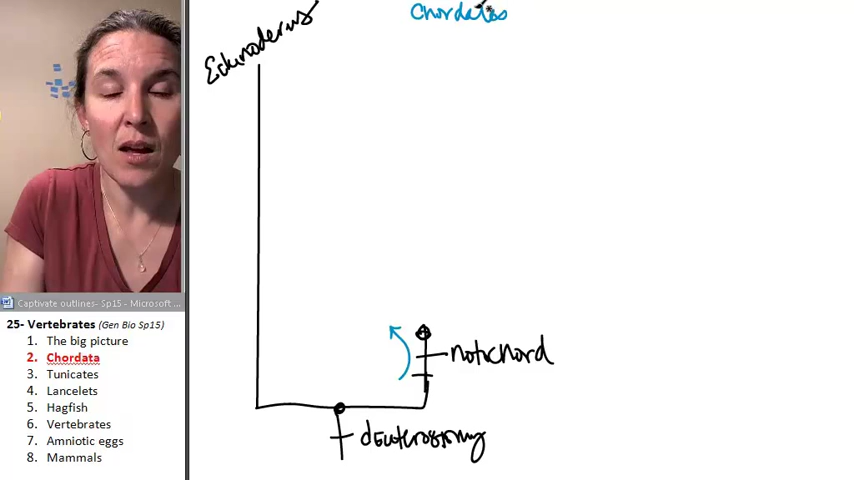 Chordates
Echinoderms
notochord
Captivate outlines- Sp15 - Microsoft ...
25- Vertebrates (Gen Bio Sp15)
1. The big picture
2. Chordata
3. Tunicates
4. Lancelets
5. Hagfish
6. Vertebrates
7. Amniotic eggs
8. Mammals